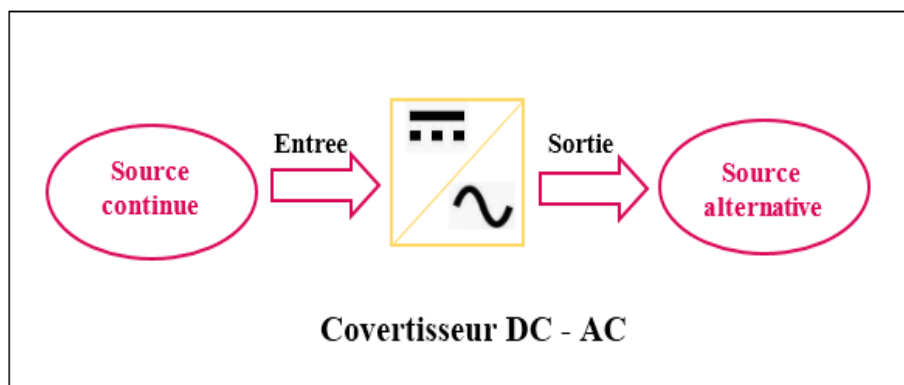 Source
continue
Entree
Sortie
Source
alternative
Covertisseur DC - AC